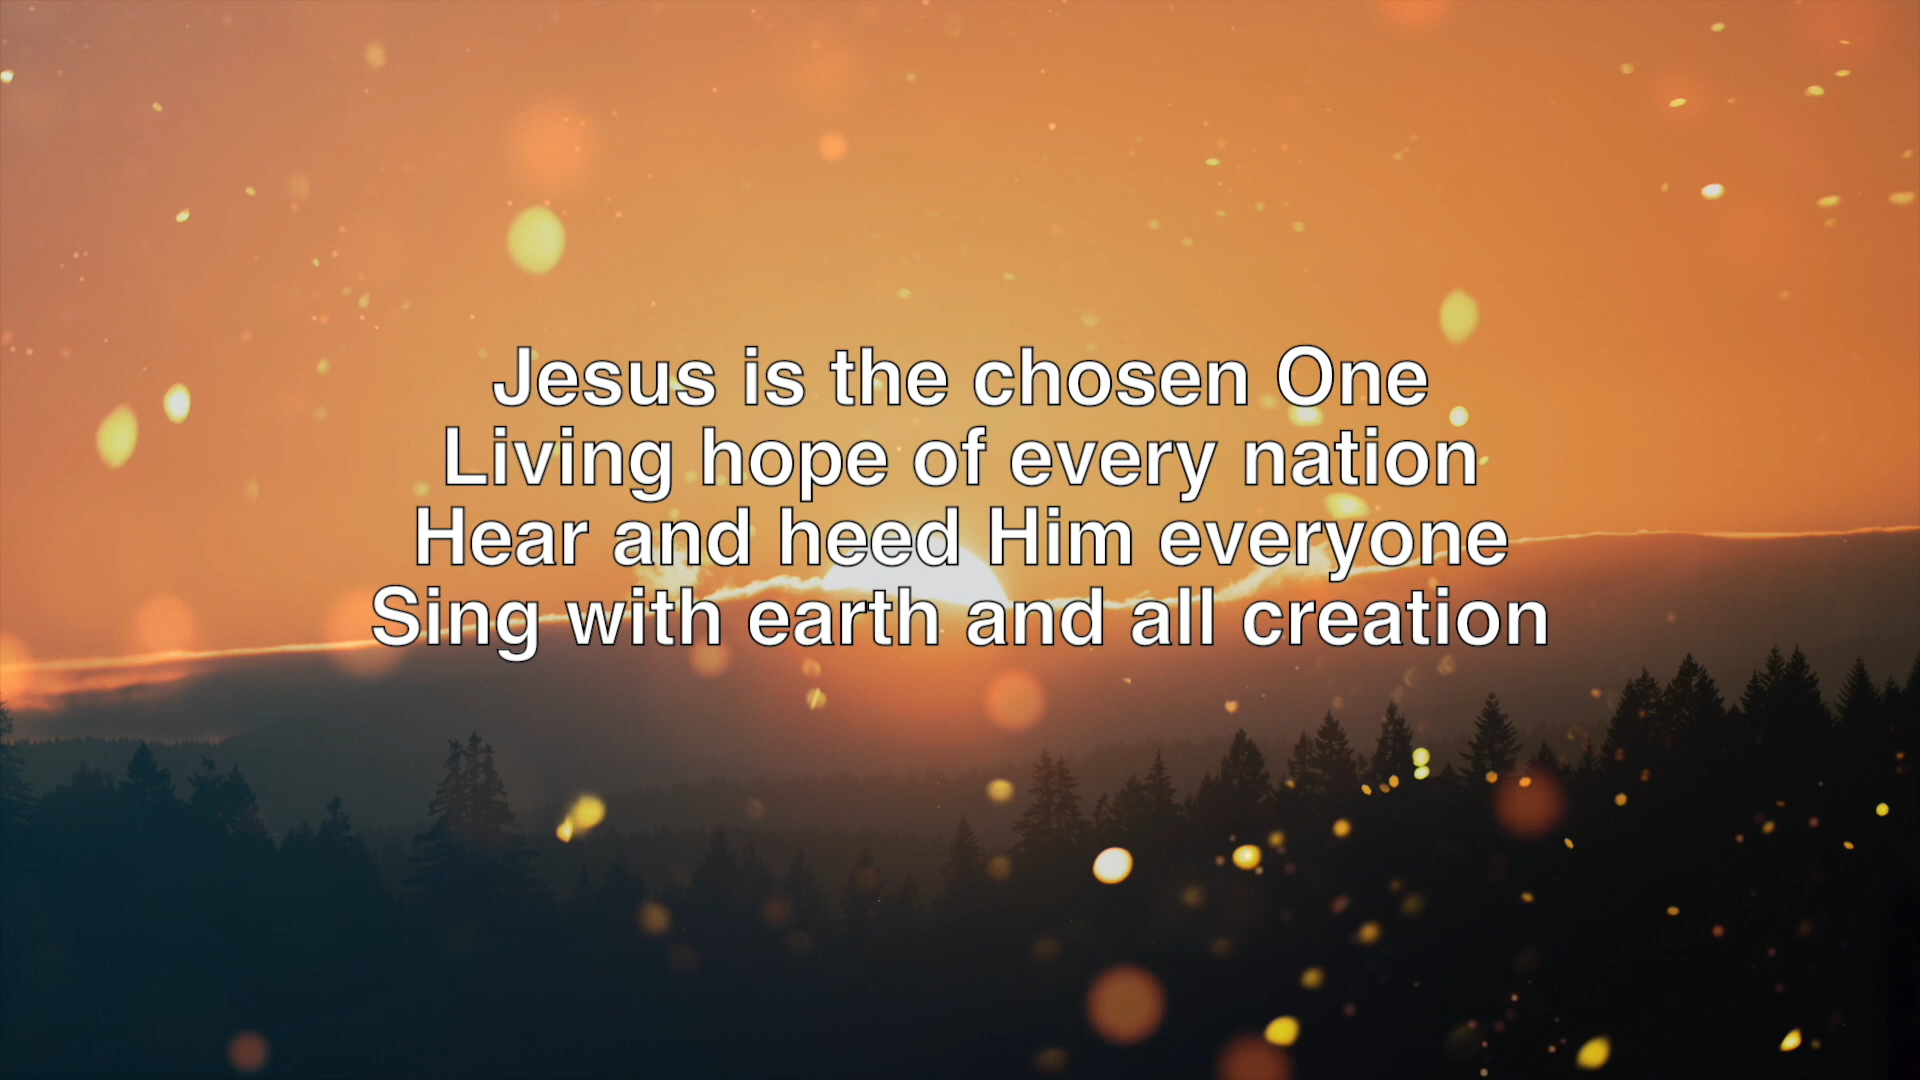 Jesus is the chosen One
Living hope of every nation
Hear and heed Him everyone
Sing with earth and all creation